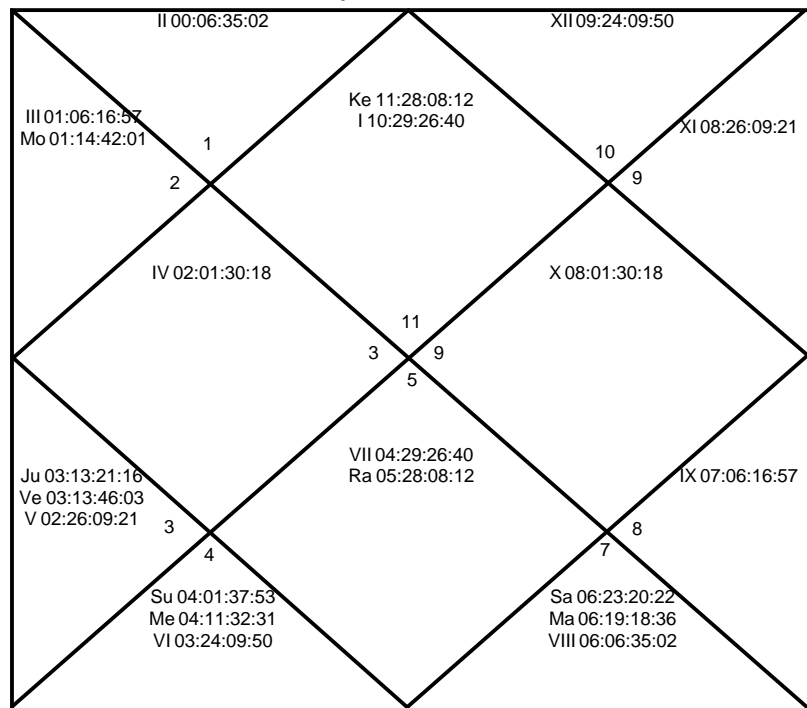 II 00:06:35:02
XII 09:24:09:50
Ke 11:28:08:12
I 10:29:26:40
III 01:06:16:57
Mo 01:14:42:01
XI 08:26:09:21
1
10
2
9
IV 02:01:30:18
X 08:01:30:18
11
3
9
5
VII 04:29:26:40
Ra 05:28:08:12
Ju 03:13:21:16
Ve 03:13:46:03
V 02:26:09:21
IX 07:06:16:57
3
8
4
7
Su 04:01:37:53
Me 04:11:32:31
VI 03:24:09:50
Sa 06:23:20:22
Ma 06:19:18:36
VIII 06:06:35:02